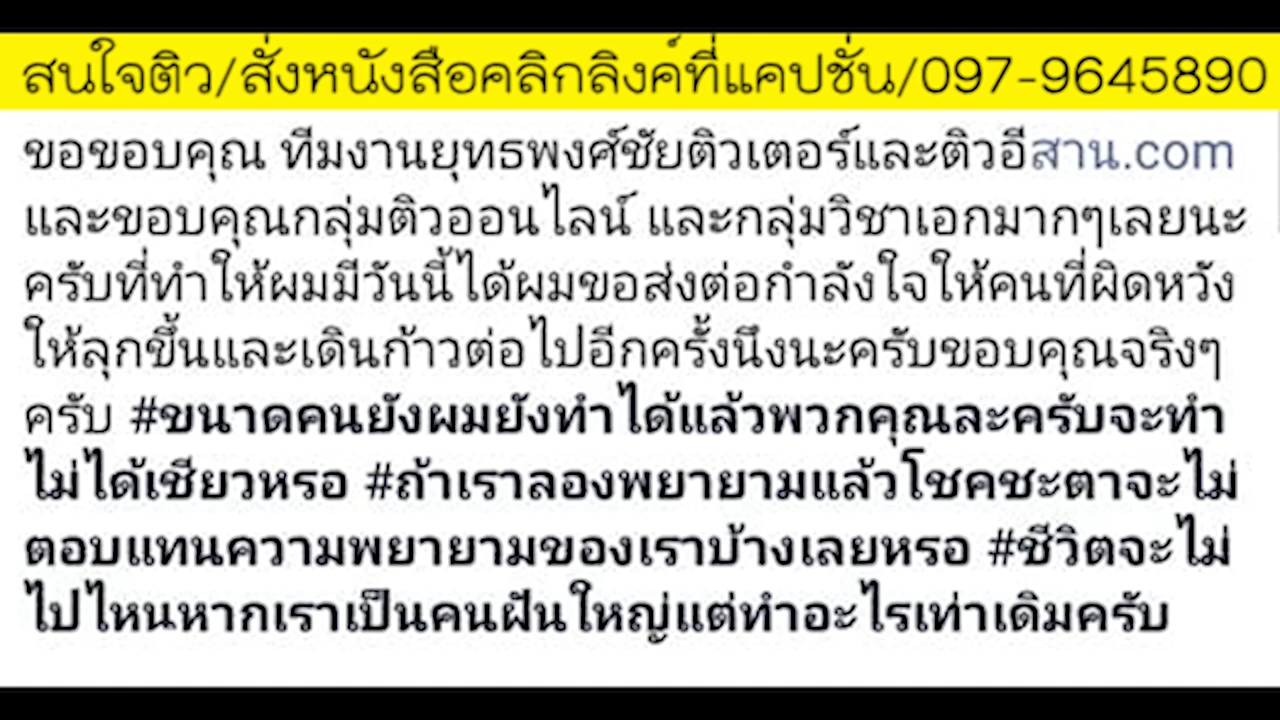 สนใจติว/สั่งหนังสือคลิกลิงค์ที่แคปชั่น/097-9645890
ขอขอบคุณ ทีมงานยุทธพงศ์ชัยติวเตอร์และติวอีสาน.com
และขอบคุณกลุ่มติวออนไลน์ และกลุ่มวิชาเอกมากๆเลยนะ
ครับที่ทำให้ผมมีวันนี้ได้ผมขอส่งต่อกำลังใจให้คนที่ผิดหวัง
ให้ลุกขึ้นและเดินก้าวต่อไปอีกครั้งนึงนะครับขอบคุณจริงๆ
ครับ #ขนาดคนยังผมยังทำได้แล้วพวกคุณละครับจะทำ
ไม่ได้เชียวหรอ #ถ้าเราลองพยายามแล้วโชคชะตาจะไม่
ตอบแทนความพยายามของเราบ้างเลยหรอ #ชีวิตจะไม่
ไปไหนหากเราเป็นคนฝันใหญ่แต่ทำอะไรเท่าเดิมครับ